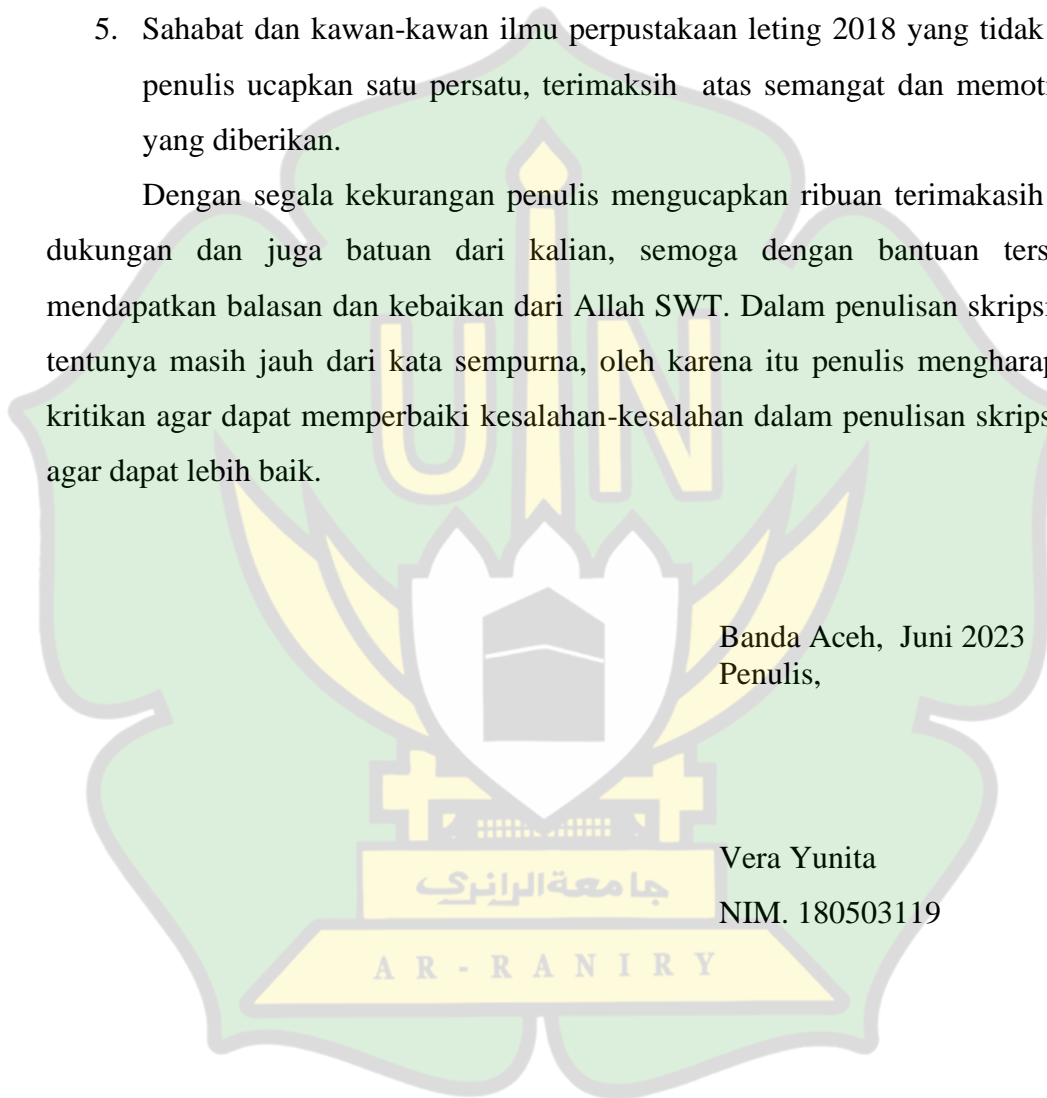 5. Sahabat dan kawan-kawan ilmu perpustakaan leting 2018 yang tidak
penulis ucapkan satu persatu, terimaksih atas semangat dan
yang diberikan.
Dengan segala kekurangan penulis mengucapkan ribuan terimakasih
dukungan dan juga batuan dari kalian, semoga dengan bantuan
mendapatkan balasan dan kebaikan dari Allah SWT. Dalam penulisan
tentunya masih jauh dari kata sempurna, oleh karena itu penulis
kritikan agar dapat memperbaiki kesalahan-kesalahan dalam penulisan
agar dapat lebih baik.
UIN
Banda Aceh, Juni 2023
Penulis,
Vera Yunita
NIM. 180503119
جامعة الرانري
AR-RANIRY